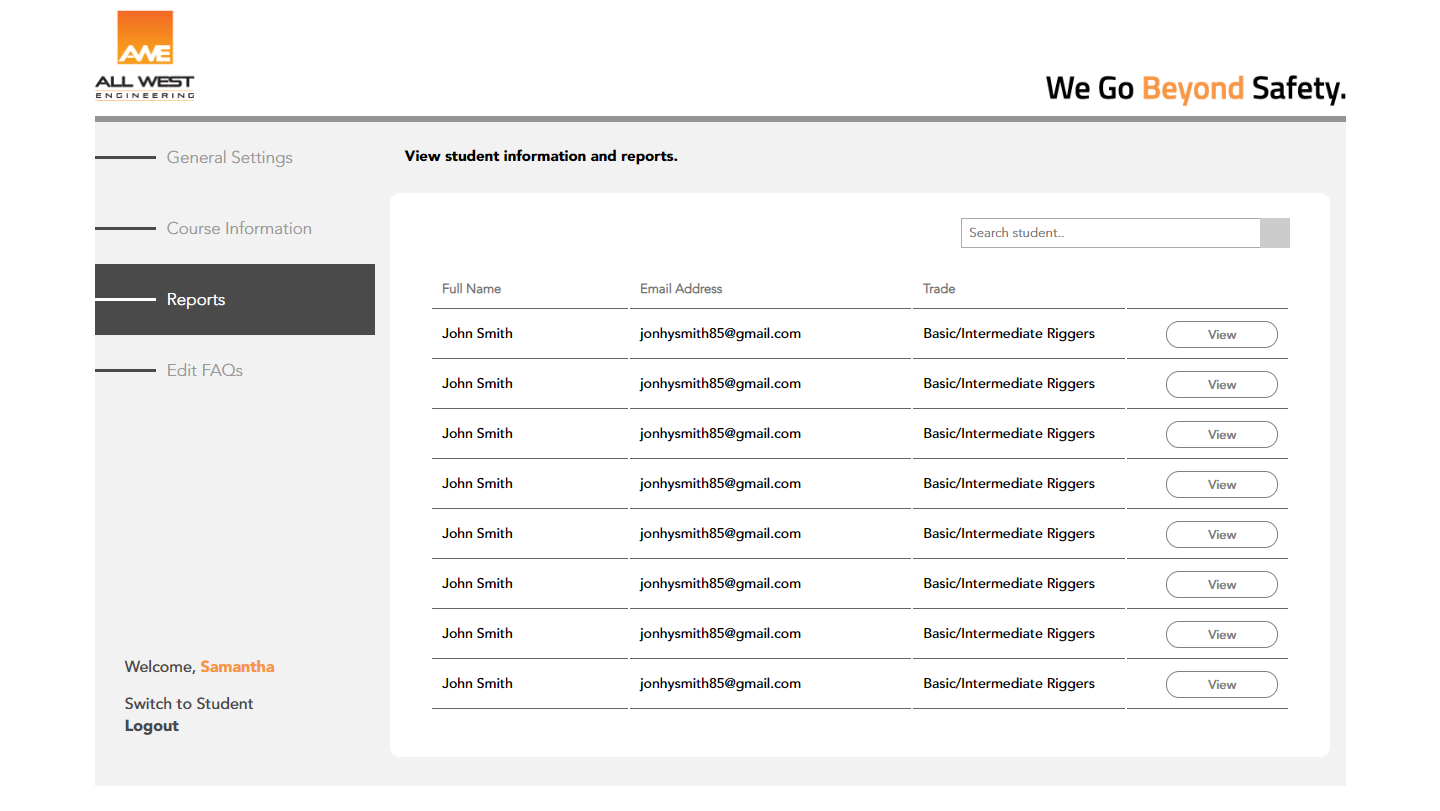 AWE
ALL WEST
ENGINEERING
We Go Beyond Safety.
General Settings
Course Information
Reports
Edit FAQs
Welcome, Samantha
Switch to Student
Logout
View student information and reports.
Search student..
Full Name Email Address Trade
John Smith jonhysmith85@gmail.com Basic/Intermediate Riggers View
John Smith jonhysmith85@gmail.com Basic/Intermediate Riggers View
John Smith jonhysmith85@gmail.com Basic/Intermediate Riggers View
John Smith jonhysmith85@gmail.com Basic/Intermediate Riggers View
John Smith jonhysmith85@gmail.com Basic/Intermediate Riggers View
John Smith jonhysmith85@gmail.com Basic/Intermediate Riggers View
John Smith jonhysmith85@gmail.com Basic/Intermediate Riggers View
John Smith jonhysmith85@gmail.com Basic/Intermediate Riggers View